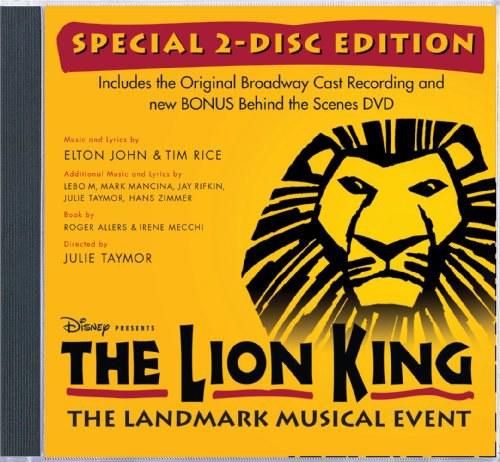 SPECIAL 2-DISC EDITION
Includes the Original Broadway Cast Recording and
new BONUS Behind the Scenes DVD
Music and Lyrics by
ELTON JOHN & TIM RICE
Additional Music and Lyrics by
LEBO M, MARK MANCINA, JAY RIFKIN,
JULIE TAYMOR, HANS ZIMMER
Book by
ROGER ALLERS & IRENE MECCHI
Directed by
JULIE TAYMOR
Disney PRESENTS
THE LION KING
THE LANDMARK MUSICAL EVENT